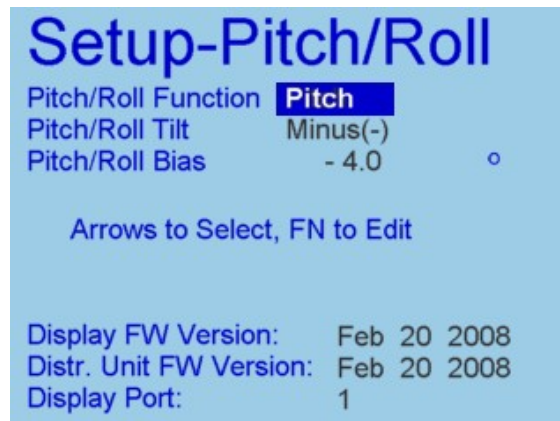 Setup-Pitch/Roll
Pitch/Roll Function Pitch
Pitch/Roll Tilt Minus(-)
Pitch/Roll Bias - 4.0 °
Arrows to Select, FN to Edit
Display FW Version: Feb 20 2008
Distr. Unit FW Version: Feb 20 2008
Display Port: 1